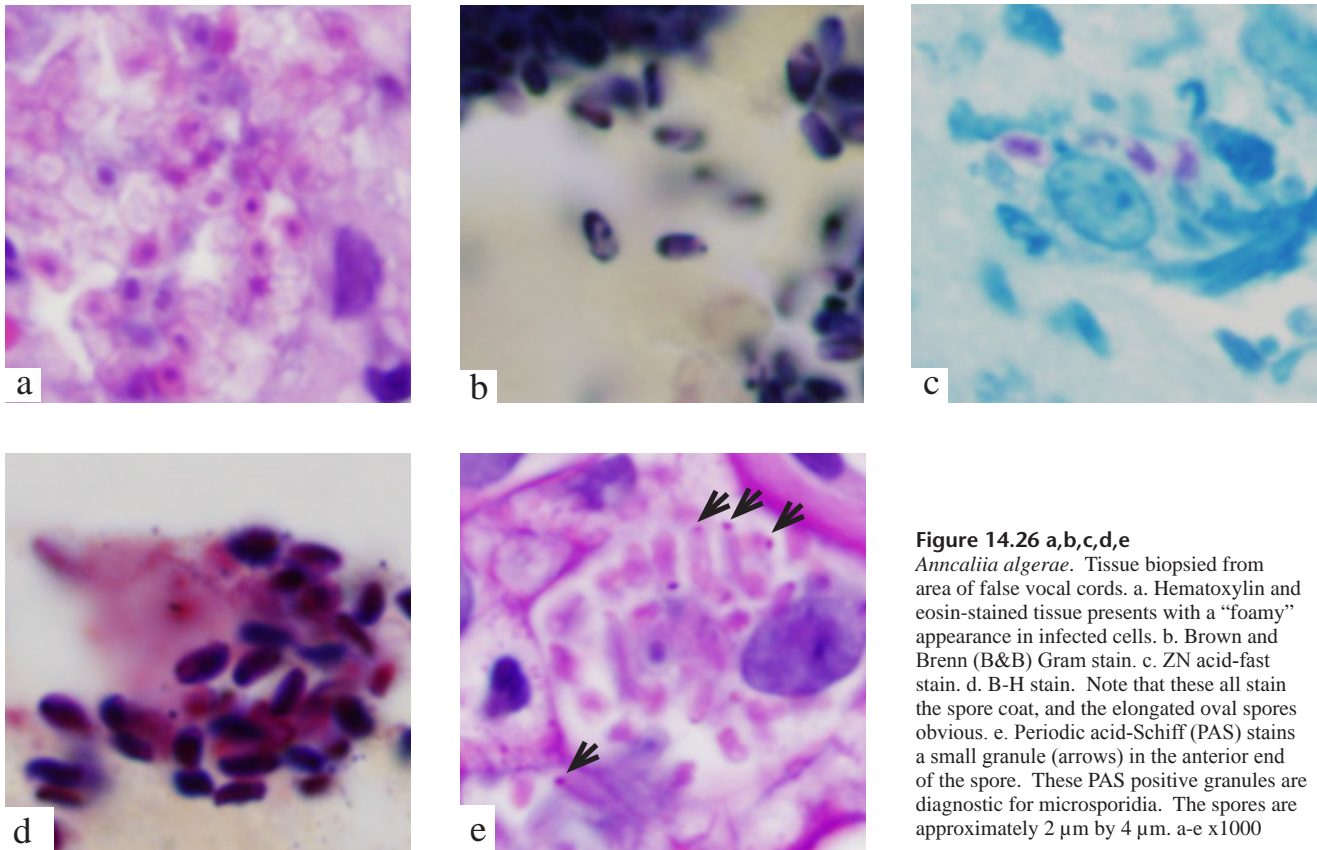 a
b
c
d
e
Figure 14.26 a,b,c,d,e
Anncaliia algerae. Tissue biopsied from
area of false vocal cords. a. Hematoxylin and
eosin-stained tissue presents with a “foamy”
appearance in infected cells. b. Brown and
Brenn (B&B) Gram stain. c. ZN acid-fast
stain. d. B-H stain. Note that these all stain
the spore coat, and the elongated oval spores
obvious. e. Periodic acid-Schiff (PAS) stains
a small granule (arrows) in the anterior end
of the spore. These PAS positive granules are
diagnostic for microsporidia. The spores are
approximately 2 µm by 4 µm. a-e x1000